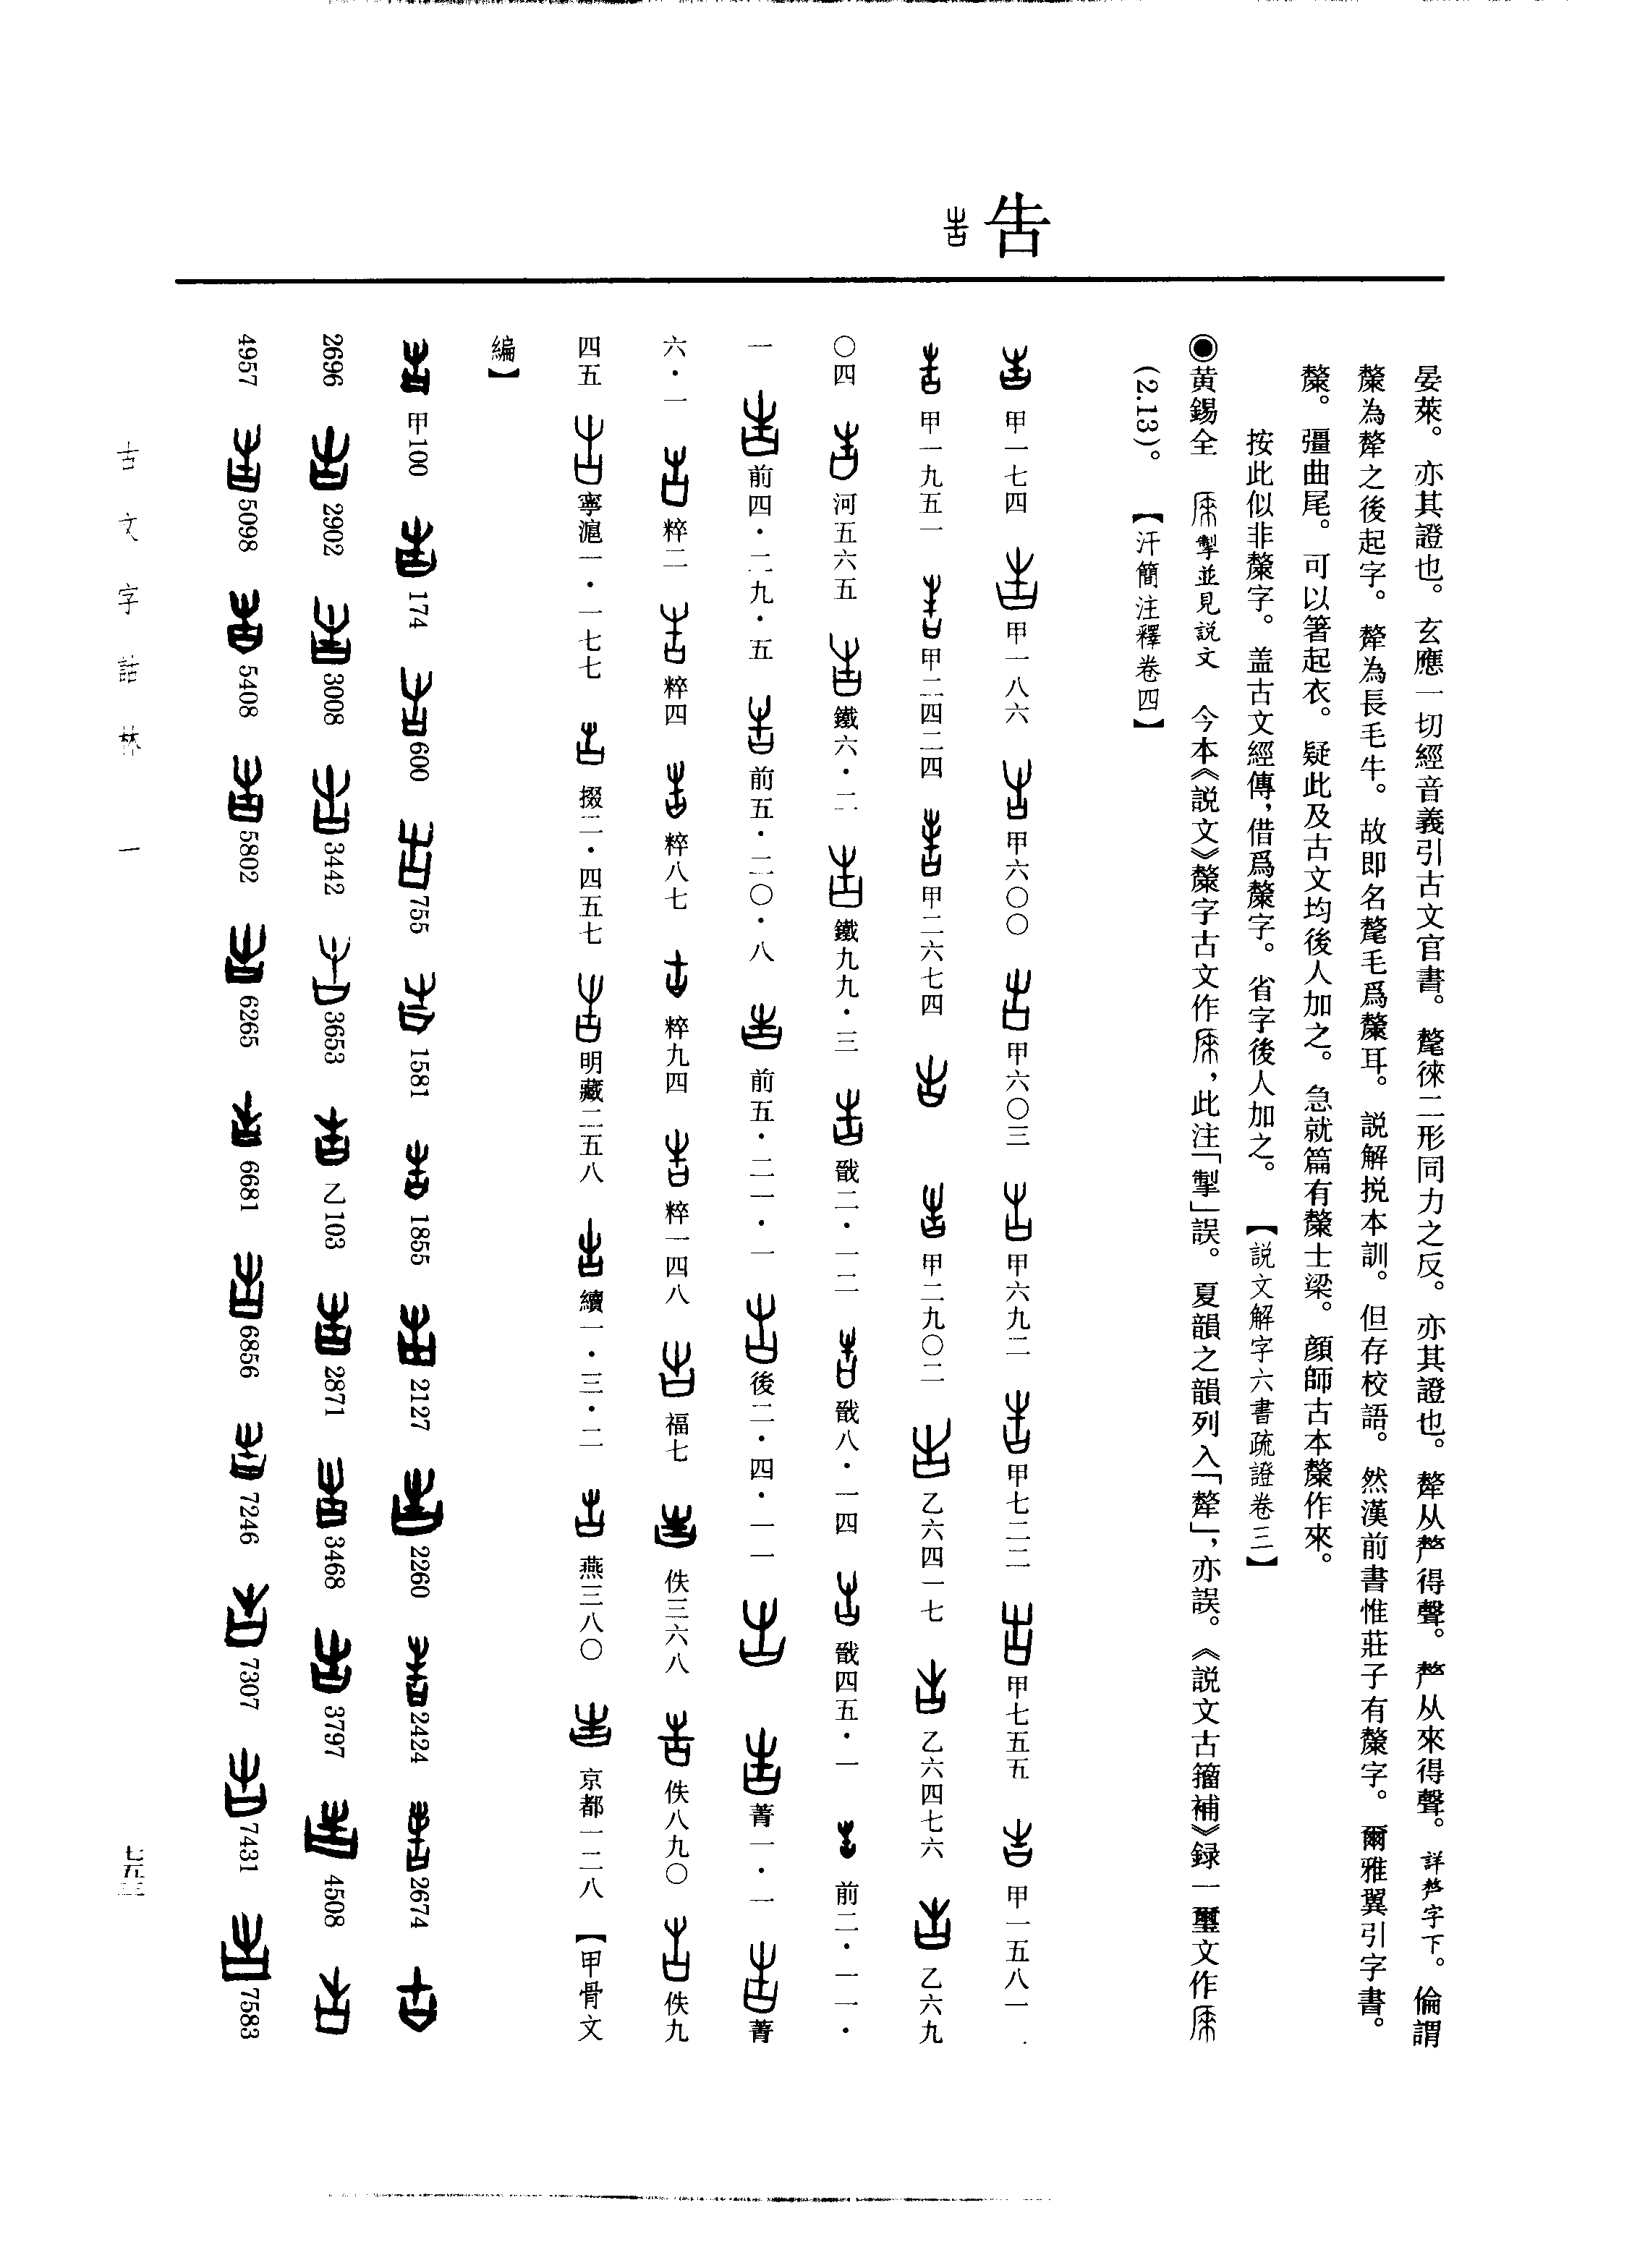 告
晏萊。亦其證也。玄應一切經音義引古文官書。氂徠二形同力之反。亦其證也。犛从𠩺得聲。𠩺从來得聲。詳𠩺字下。倫謂
氂為犛之後起字。犛為長毛牛。故即名氂毛爲氂耳。説解挩本訓。但存校語。然漢前書惟莊子有斄字。爾雅翼引字書。
斄。彊曲尾。可以箸起衣。疑此及古文均後人加之。急就篇有斄士梁。顔師古本斄作來。
按此似非斄字。盖古文經傳，借爲斄字。省字後人加之。【説文解字六書疏證卷三】
◉黄錫全　犛並見説文　今本《説文》斄字古文作，此注「犛」誤。夏韻之韻列入「犛」，亦誤。《説文古籀補》録一璽文作
(2.13)。【汗簡注釋卷四】
甲一七四　甲一八六　甲六〇〇　甲六〇三　甲六九二　甲七二二　甲七五五　甲一五八一
甲一九五一　甲二四二四　甲二六七四　甲二九〇二　乙六四一七　乙六四七六　乙六九
〇四　河五六五　鐵六・二　鐵九九・三　戩二・一二　戩八・一四　戩四五・一　前二・一一・
一　前四・二九・五　前五・二〇・八　前五・二一・一　後二・四・一一　菁一・一　菁
六・一　粹二　粹四　粹八七　粹九四　粹一四八　福七　佚三六八　佚八九〇　佚九
四五　寧滬一・一七七　掇二・四五七　明藏二五八　續一・三・二　燕三八〇　京都一二八　【甲骨文
編】
甲100　174　600　755　1581　1855　2127　2260　2424　2674
2696　2902　3008　3442　3653　乙103　2871　3468　3797　4508
4957　5098　5408　5802　6265　6681　6856　7246　7307　7431　7583
古文字詁林　一
七五三